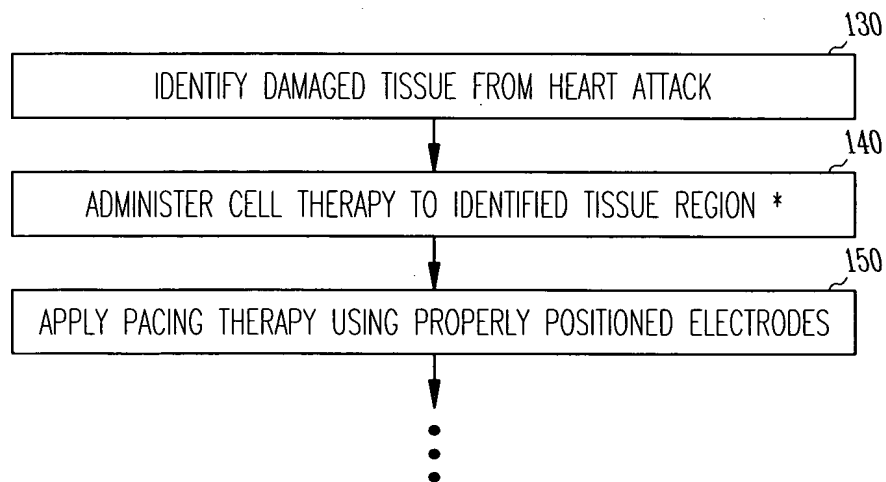 130
IDENTIFY DAMAGED TISSUE FROM HEART ATTACK
140
ADMINISTER CELL THERAPY TO IDENTIFIED TISSUE REGION *
150
APPLY PACING THERAPY USING PROPERLY POSITIONED ELECTRODES